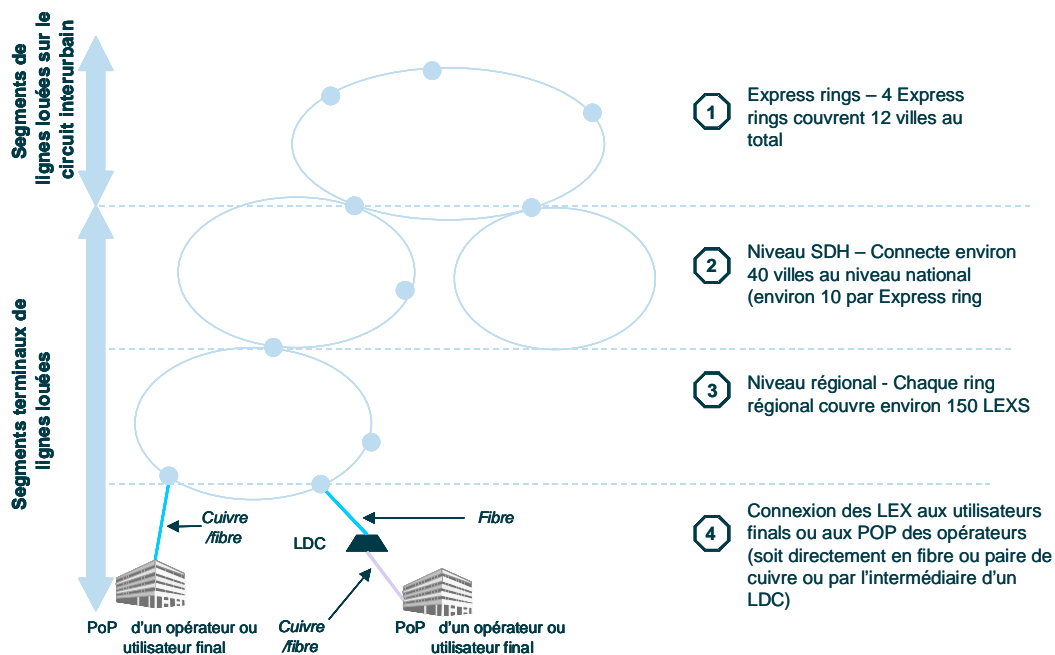 Segments de
lignes louées sur le
circuit interurbain
1
Express rings – 4 Express
rings couvrent 12 villes au
total
Segments terminaux de
lignes louées
2
Niveau SDH – Connecte environ
40 villes au niveau national
(environ 10 par Express ring
3
Niveau régional - Chaque ring
régional couvre environ 150 LEXS
4
Connexion des LEX aux utilisateurs
finals ou aux POP des opérateurs
(soit directement en fibre ou paire de
cuivre ou par l'intermédiaire d'un
LDC)
Cuivre
/fibre
Fibre
LDC
PoP d'un opérateur ou
utilisateur final
Cuivre
/fibre
PoP d'un opérateur ou
utilisateur final